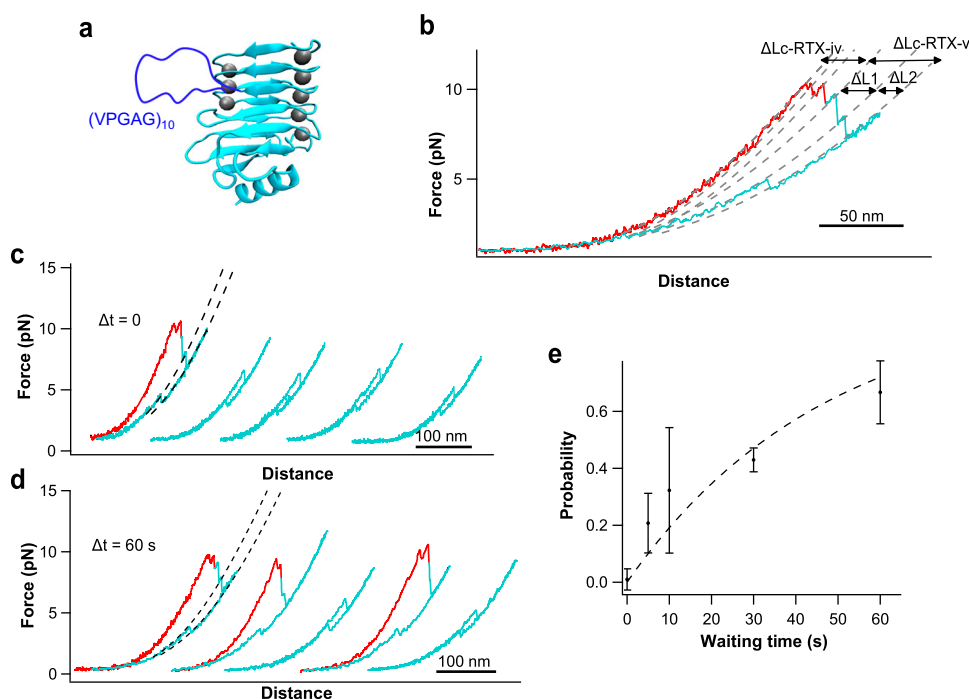 a
(VPGAG)10
b
ΔLc-RTX-iv
ΔLc-RTX-v
ΔL1
ΔL2
10
5
Force (pN)
50 nm
Distance
c
15
10
5
0
Force (pN)
Δt = 0
100 nm
Distance
d
15
10
5
0
Force (pN)
Δt = 60 s
100 nm
Distance
e
0.6
0.4
0.2
0.0
Probability
0 10 20 30 40 50 60
Waiting time (s)